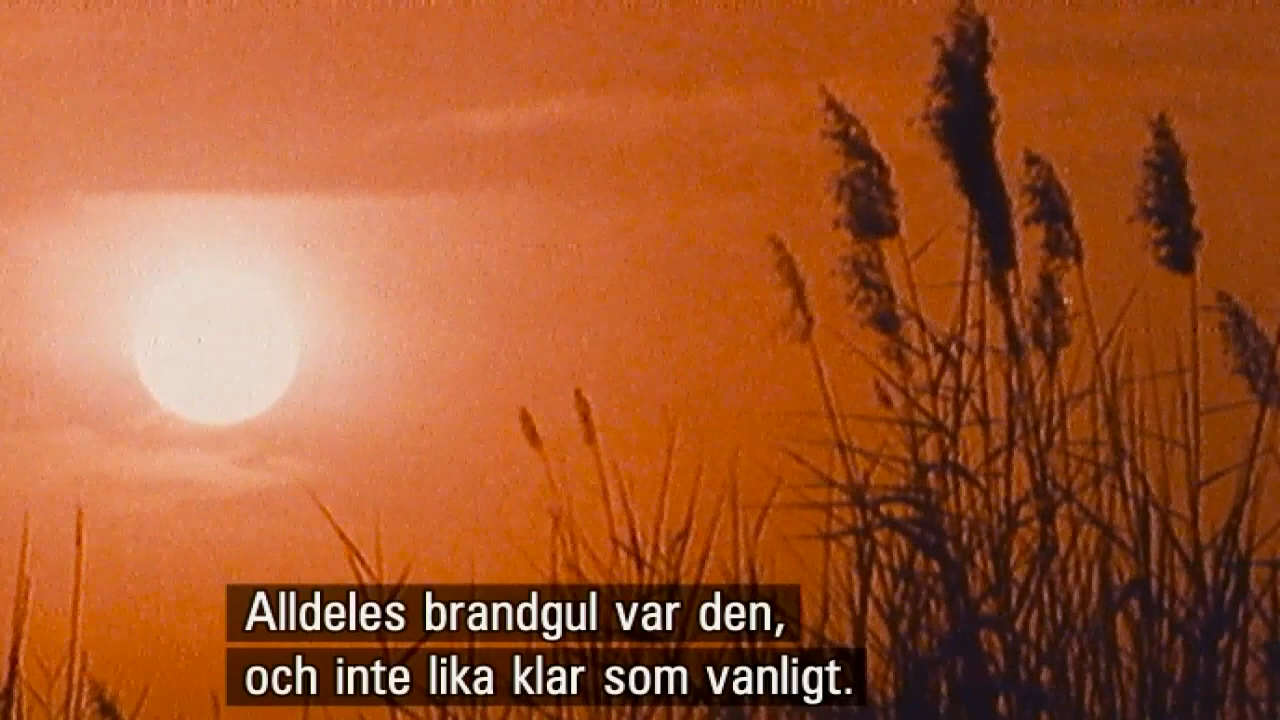 Alldeles brandgul var den,
och inte lika klar som vanligt.